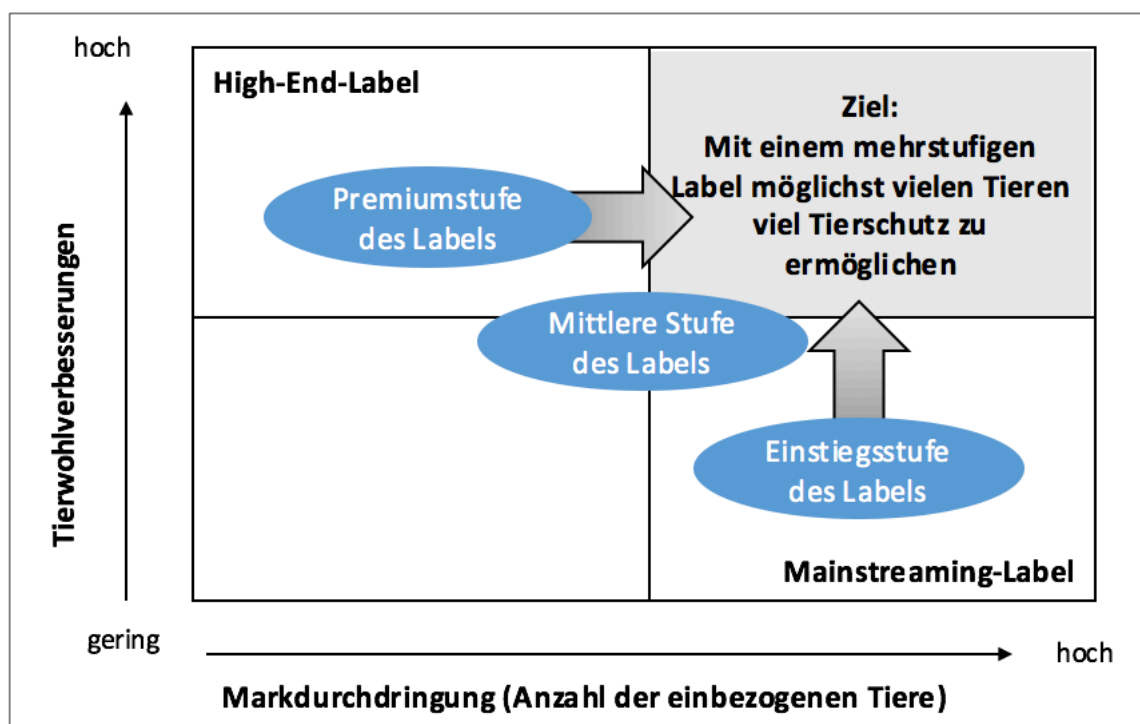 hoch
High-End-Label
Ziel:
Mit einem mehrstufigen
Label möglichst vielen Tieren
viel Tierschutz zu
ermöglichen
Premiumstufe
des Labels
Mittlere Stufe
des Labels
Einstiegsstufe
des Labels
Mainstreaming-Label
Tierwohlverbesserungen
gering
hoch
Markdurchdringung (Anzahl der einbezogenen Tiere)